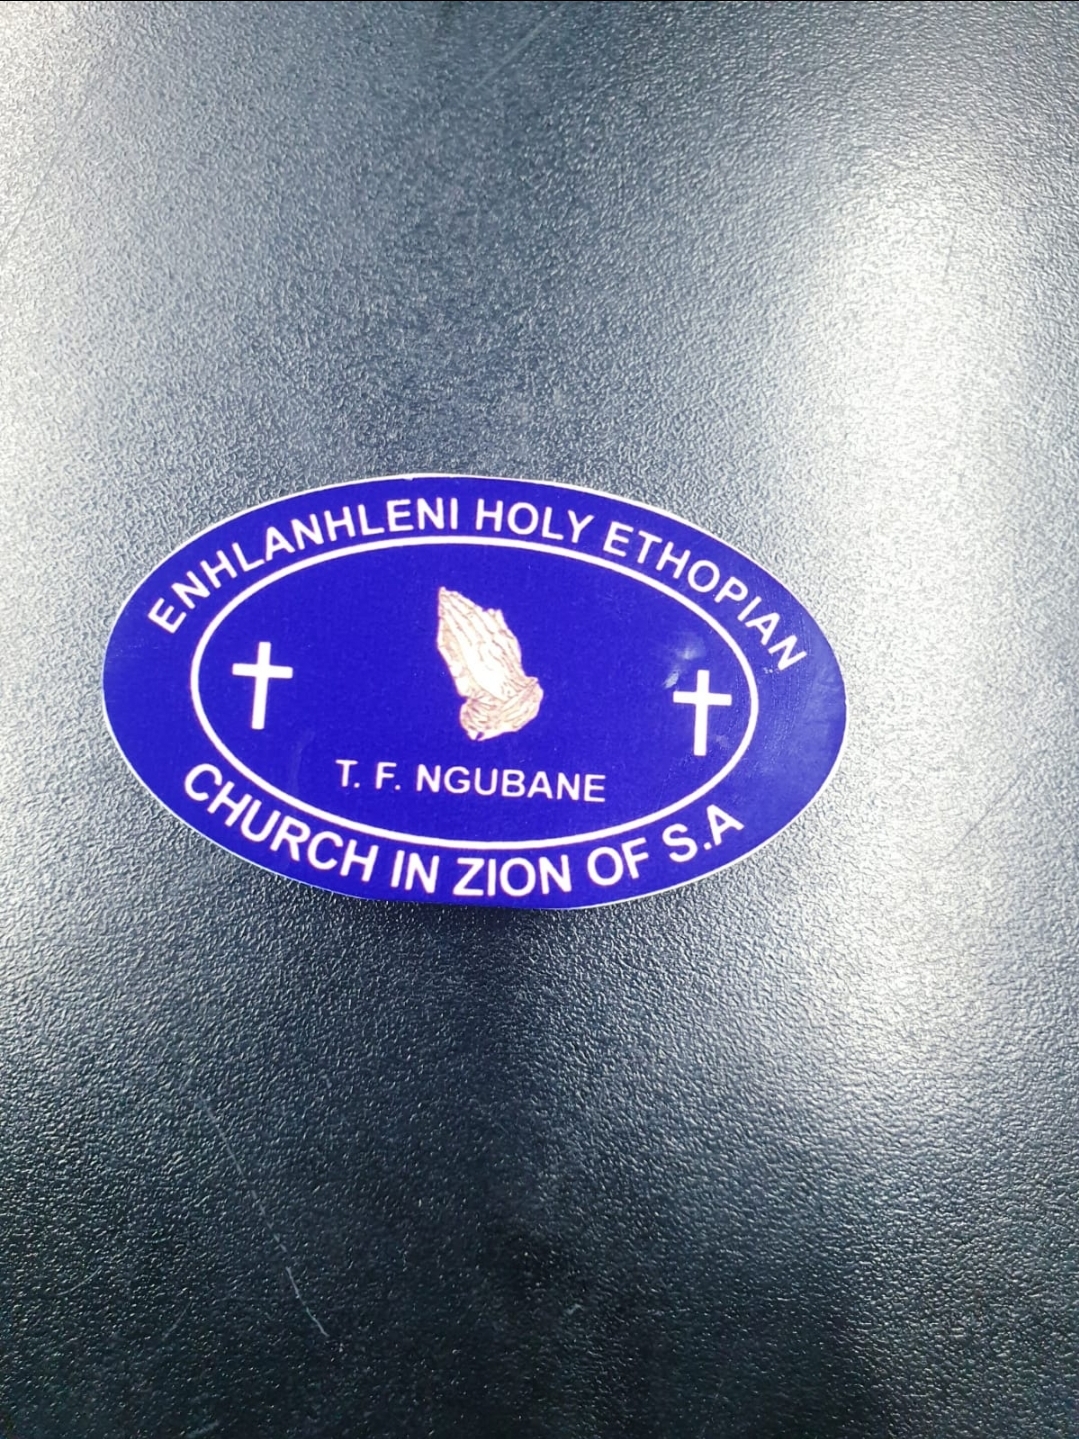 ENHLANHLENI HOLY ETHOPIAN
T. F. NGUBANE
CHURCH IN ZION OF S.A